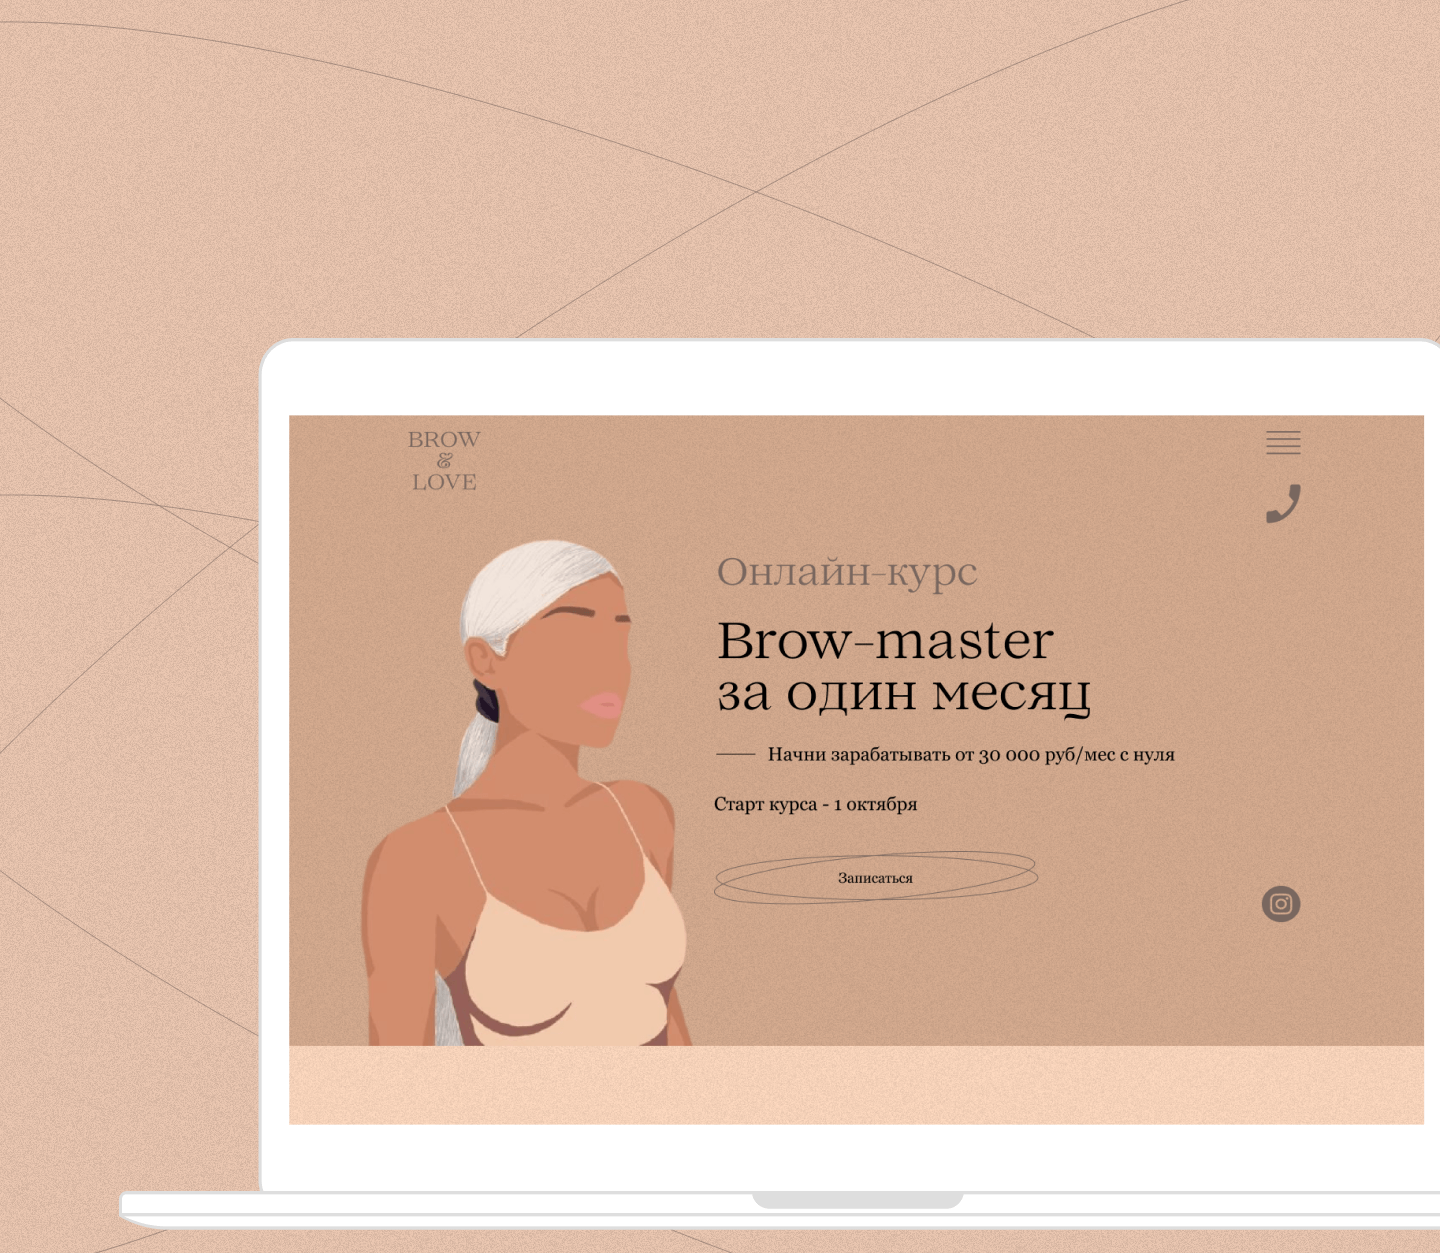 BROW
&
LOVE
Онлайн-курс
Brow-master
за один месяц
Начни зарабатывать от 30 000 руб/мес с нуля
Старт курса - 1 октября
Записаться